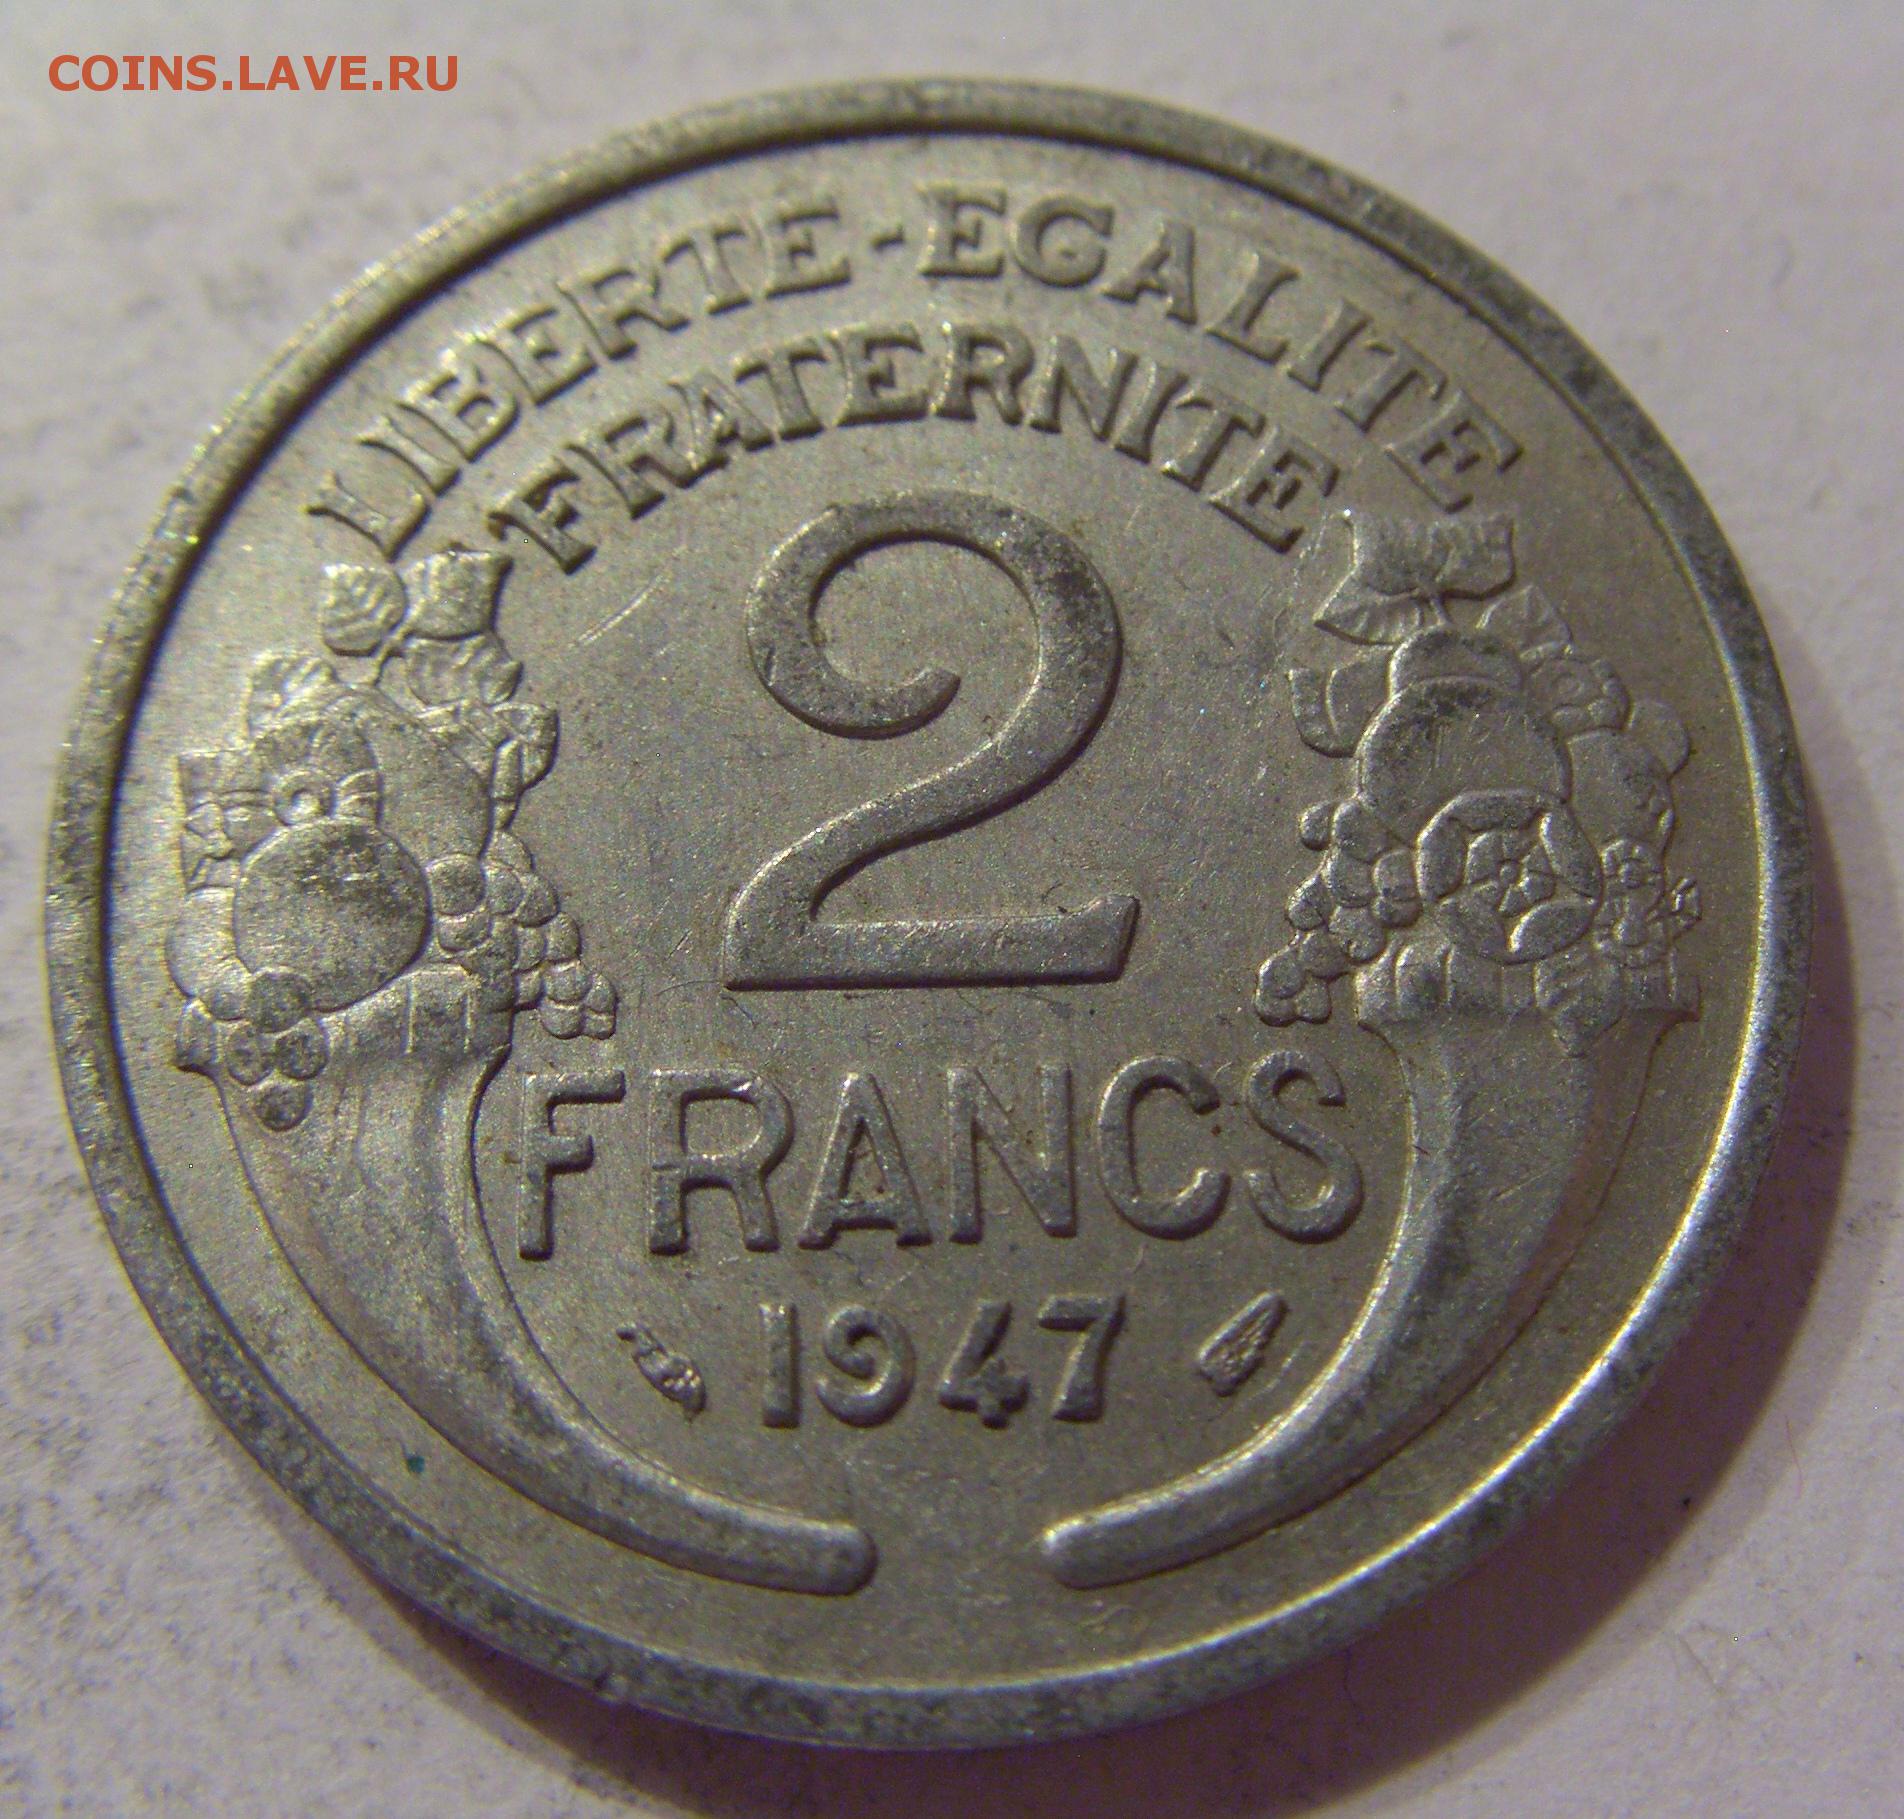 COINS.LAVE.RU
LIBERTE-EGALITE
FRATERNITE
2
FRANCS
1947